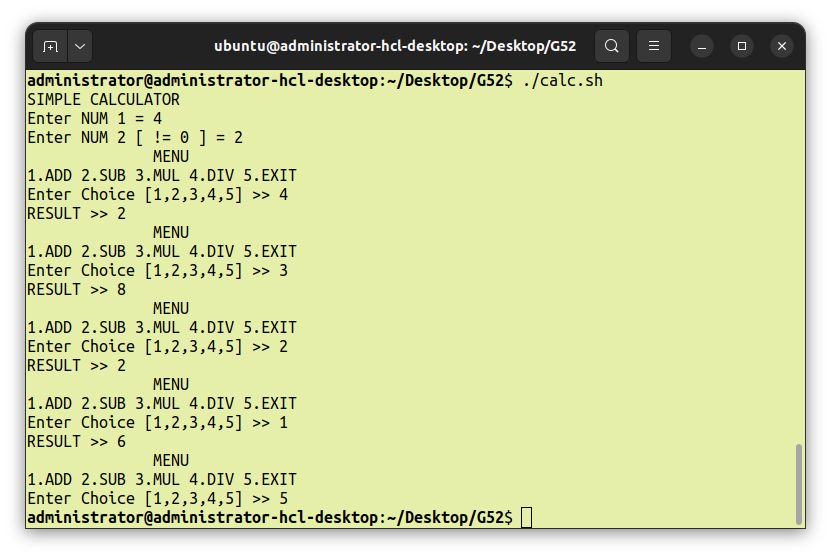 ubuntu@administrator-hcl-desktop: ~/Desktop/G52
administrator@administrator-hcl-desktop:~/Desktop/G52$ ./calc.sh
SIMPLE CALCULATOR
Enter NUM 1 = 4
Enter NUM 2 [ != 0 ] = 2
MENU
1.ADD 2.SUB 3.MUL 4.DIV 5.EXIT
Enter Choice [1,2,3,4,5] >> 4
RESULT >> 2
MENU
1.ADD 2.SUB 3.MUL 4.DIV 5.EXIT
Enter Choice [1,2,3,4,5] >> 3
RESULT >> 8
MENU
1.ADD 2.SUB 3.MUL 4.DIV 5.EXIT
Enter Choice [1,2,3,4,5] >> 2
RESULT >> 2
MENU
1.ADD 2.SUB 3.MUL 4.DIV 5.EXIT
Enter Choice [1,2,3,4,5] >> 1
RESULT >> 6
MENU
1.ADD 2.SUB 3.MUL 4.DIV 5.EXIT
Enter Choice [1,2,3,4,5] >> 5
administrator@administrator-hcl-desktop:~/Desktop/G52$